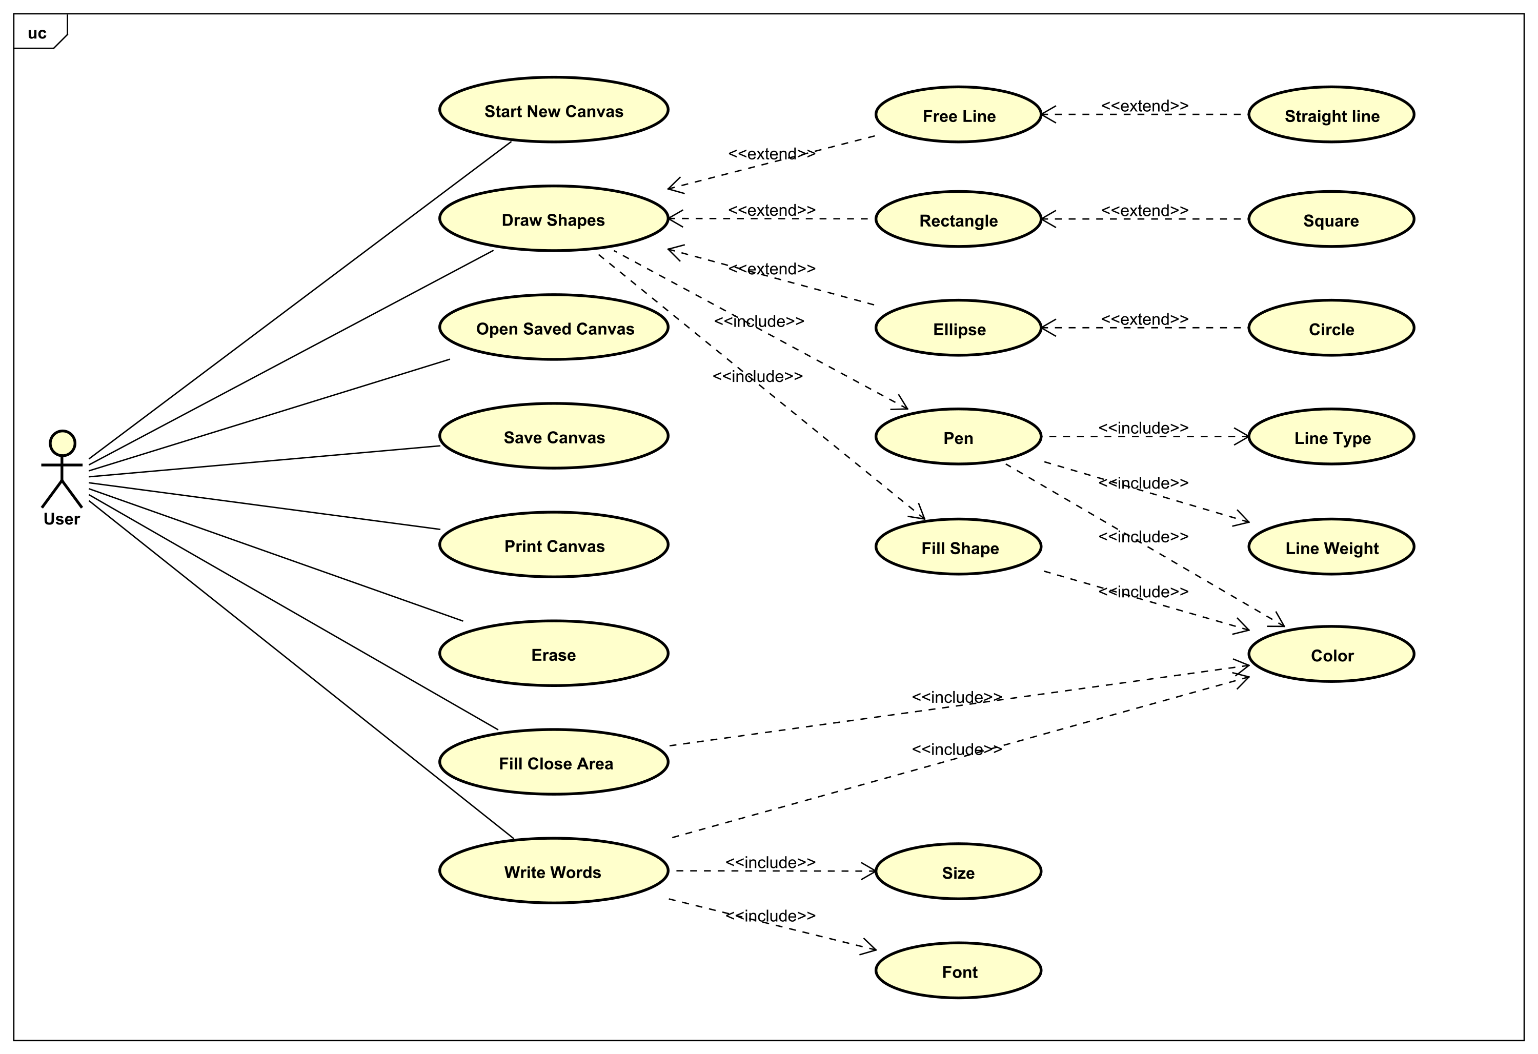 uc
Start New Canvas
Free Line
<<extend>>
Straight line
<<extend>>
Draw Shapes
<<extend>>
Rectangle
<<extend>>
Square
<<extend>>
Open Saved Canvas
<<include>>
Ellipse
<<extend>>
Circle
<<include>>
User
Save Canvas
Pen
<<include>>
Line Type
<<include>>
Print Canvas
Fill Shape
<<include>>
Line Weight
<<include>>
Erase
Color
<<include>>
Fill Close Area
<<include>>
Write Words
<<include>>
Size
<<include>>
Font